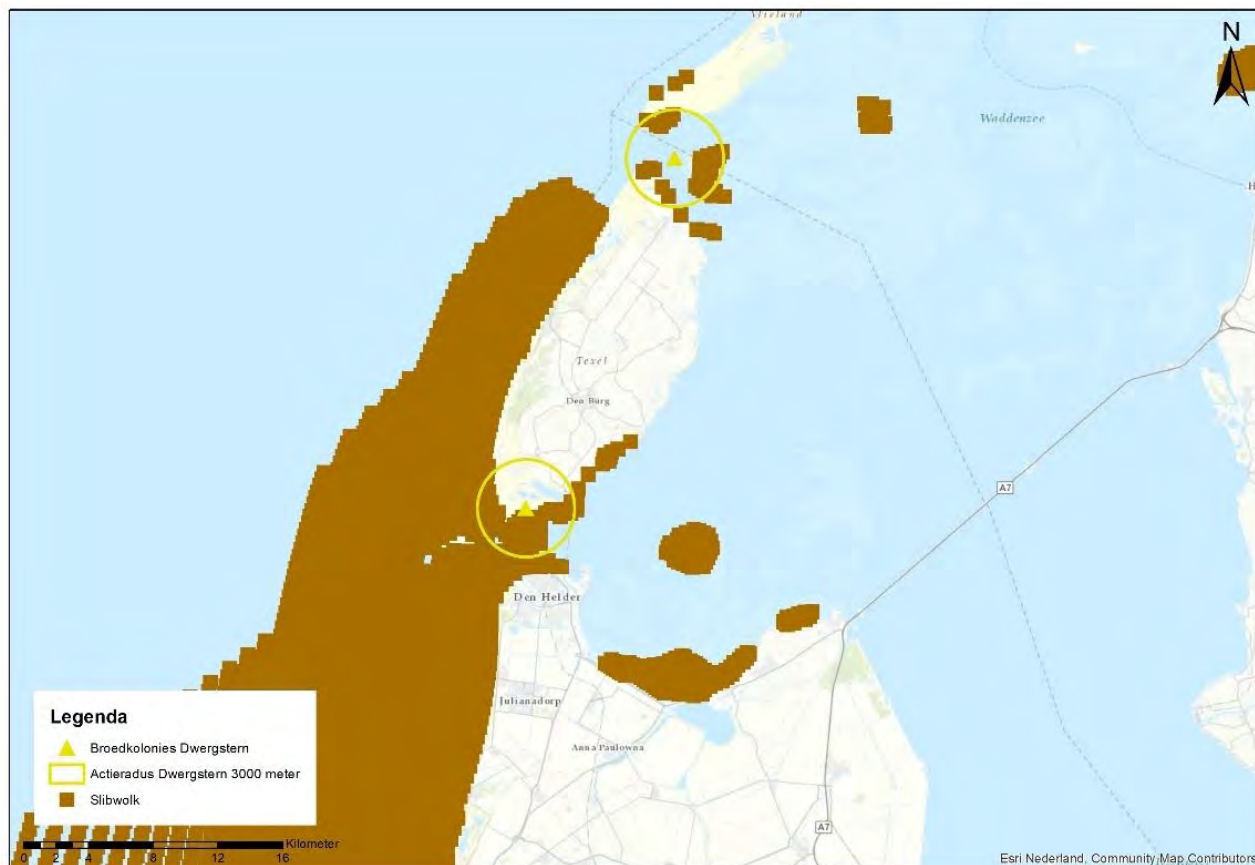 Vlieland
N
Waddenzee
H
Texel
Den Burg
A7
Den Helder
Julianadorp
Anna Paulowna
A7
Legenda
Broedkolonies Dwergstern
Actieradus Dwergstern 3000 meter
Slibwolk
Kilometer
0 2 4 8 12 16
Esri Nederland, Community Map Contributors